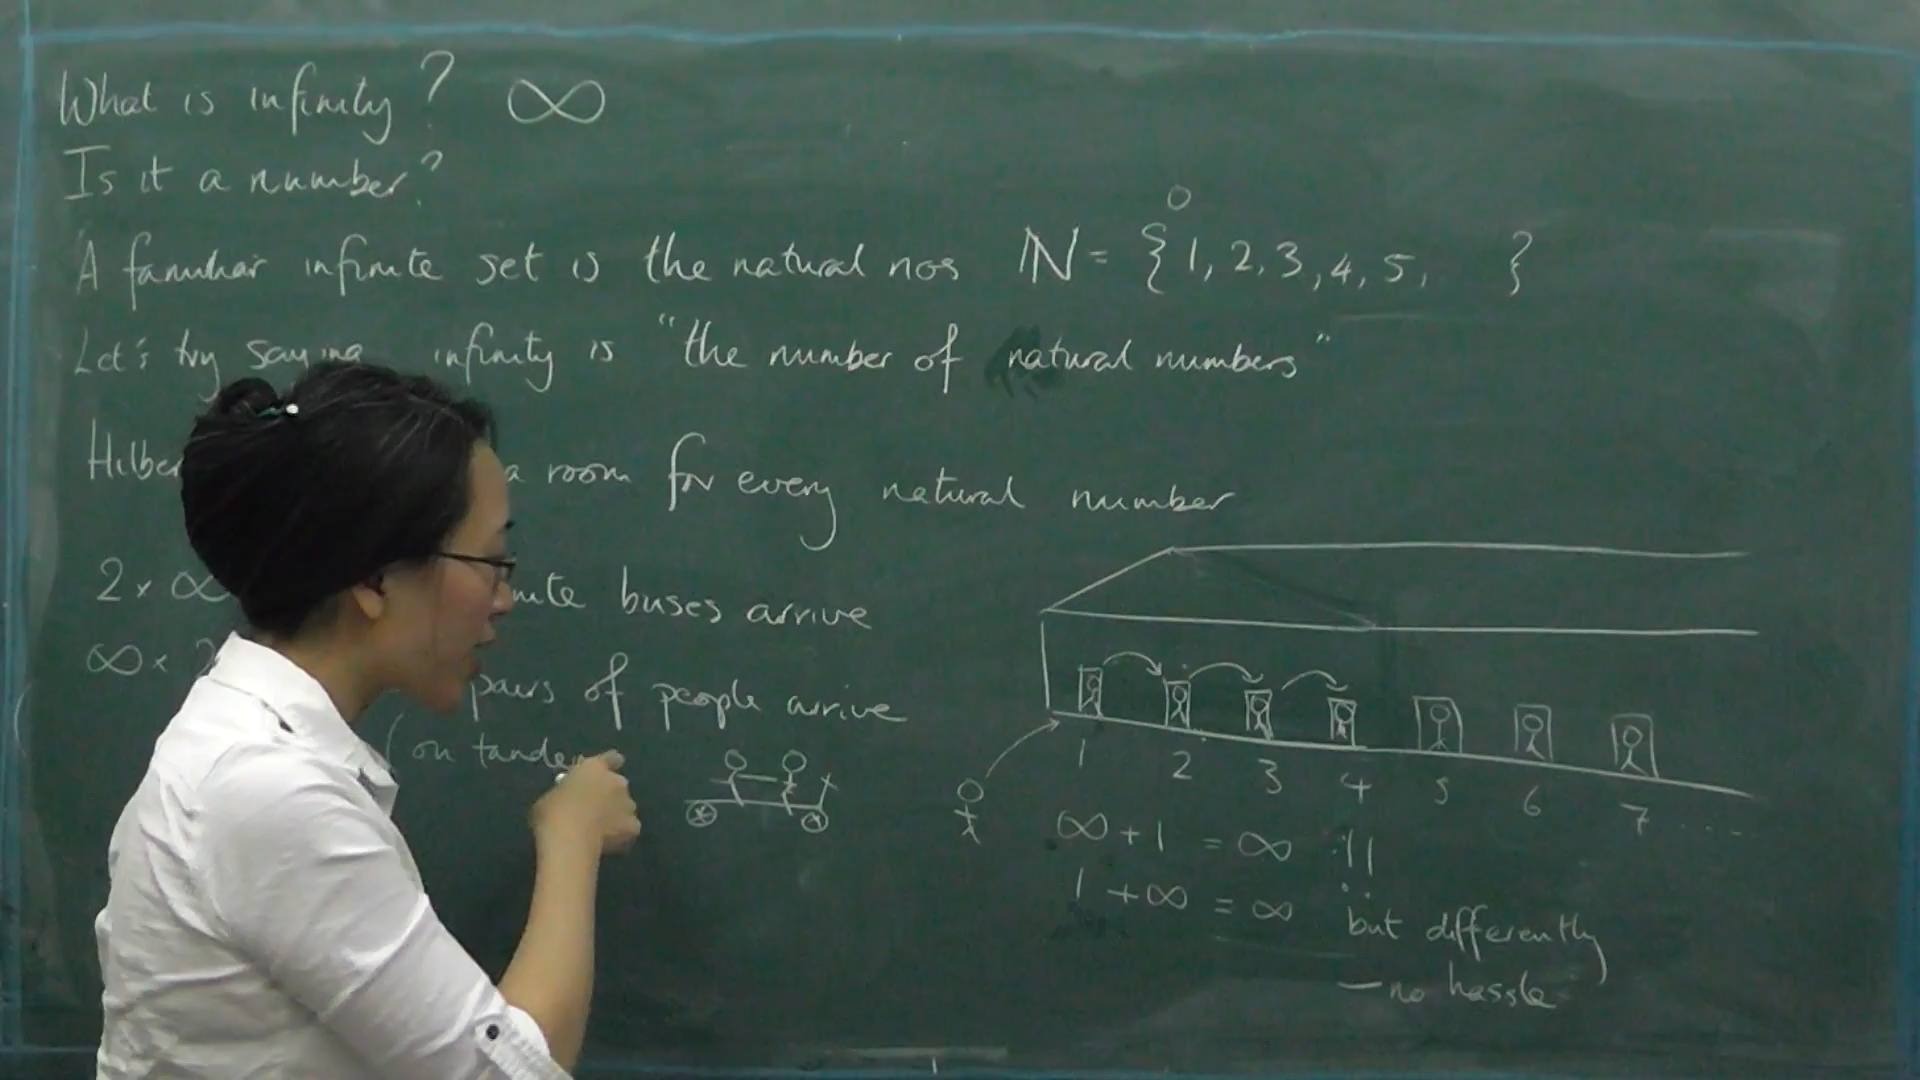 What is infinity? ∞
Is it a number?
0
A familiar infinite set is the natural nos ℕ = { 1, 2, 3, 4, 5, }
Let's try saying infinity is "the number of natural numbers"
a room for every natural number
2 × ∞ buses arrive
∞ × 2 pairs of people arrive
(on
1 2 3 4 5 6 7 ....
∞ + 1 = ∞ !!
1 + ∞ = ∞ !!
but differently
— no hassle